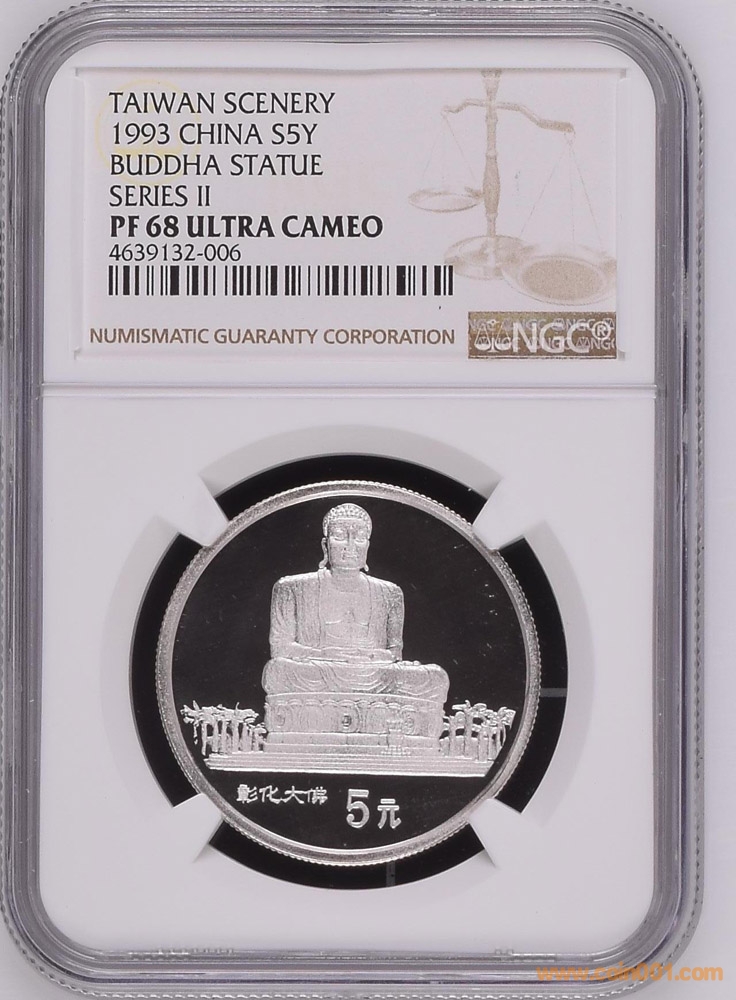 TAIWAN SCENERY
1993 CHINA S5Y
BUDDHA STATUE
SERIES II
PF 68 ULTRA CAMEO
4639132-006
NUMISMATIC GUARANTY CORPORATION
NGC®
彰化大佛 5元
www.coin001.com